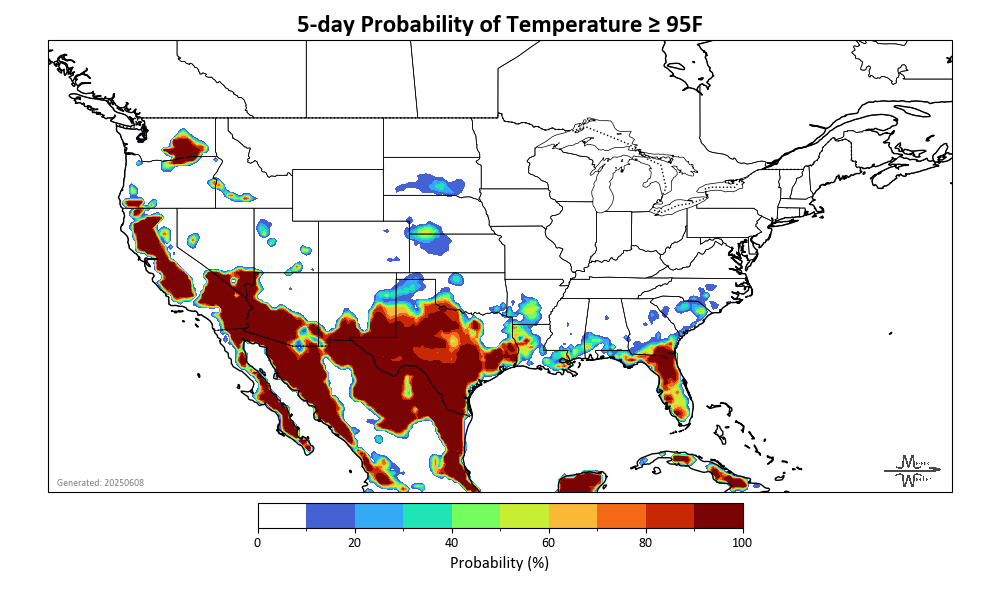 5-day Probability of Temperature ≥ 95F
Generated: 20250608
0 20 40 60 80 100
Probability (%)